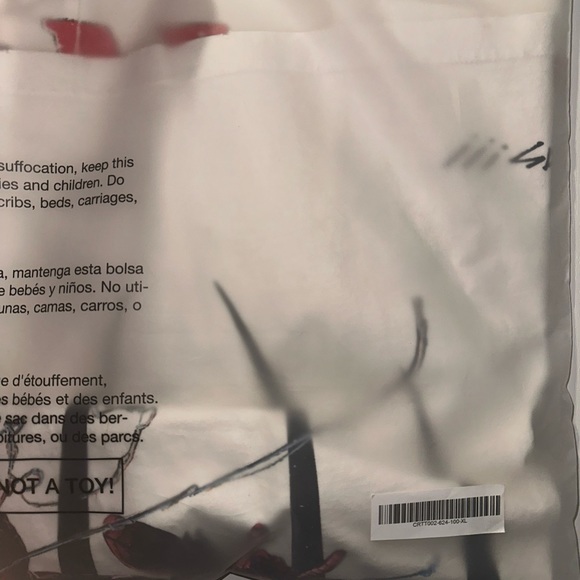 suffocation, keep this
ies and children. Do
cribs, beds, carriages,
a, mantenga esta bolsa
e bebés y niños. No uti-
unas, camas, carros, o
e d'étouffement,
s bébés et des enfants.
sac dans des ber-
oitures, ou des parcs.
NOT A TOY!
CRTT002-624-100-XL